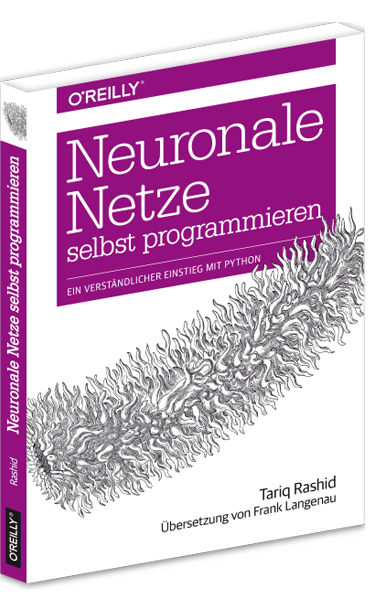 O'REILLY®
Neuronale
Netze
selbst programmieren
EIN VERSTÄNDLICHER EINSTIEG MIT PYTHON
Tariq Rashid
Übersetzung von Frank Langenau
Rashid
Neuronale Netze selbst programmieren
O'REILLY®